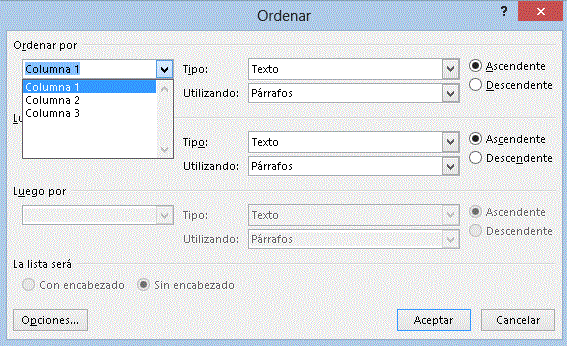 Ordenar
?
Ordenar por
Columna 1 Tipo: Texto Ascendente
Utilizando: Párrafos Descendente
Columna 1
Columna 2
Columna 3
Tipo: Texto Ascendente
Utilizando: Párrafos Descendente
Luego por
Tipo: Texto Ascendente
Utilizando: Párrafos Descendente
La lista será
Con encabezado Sin encabezado
Opciones... Aceptar Cancelar